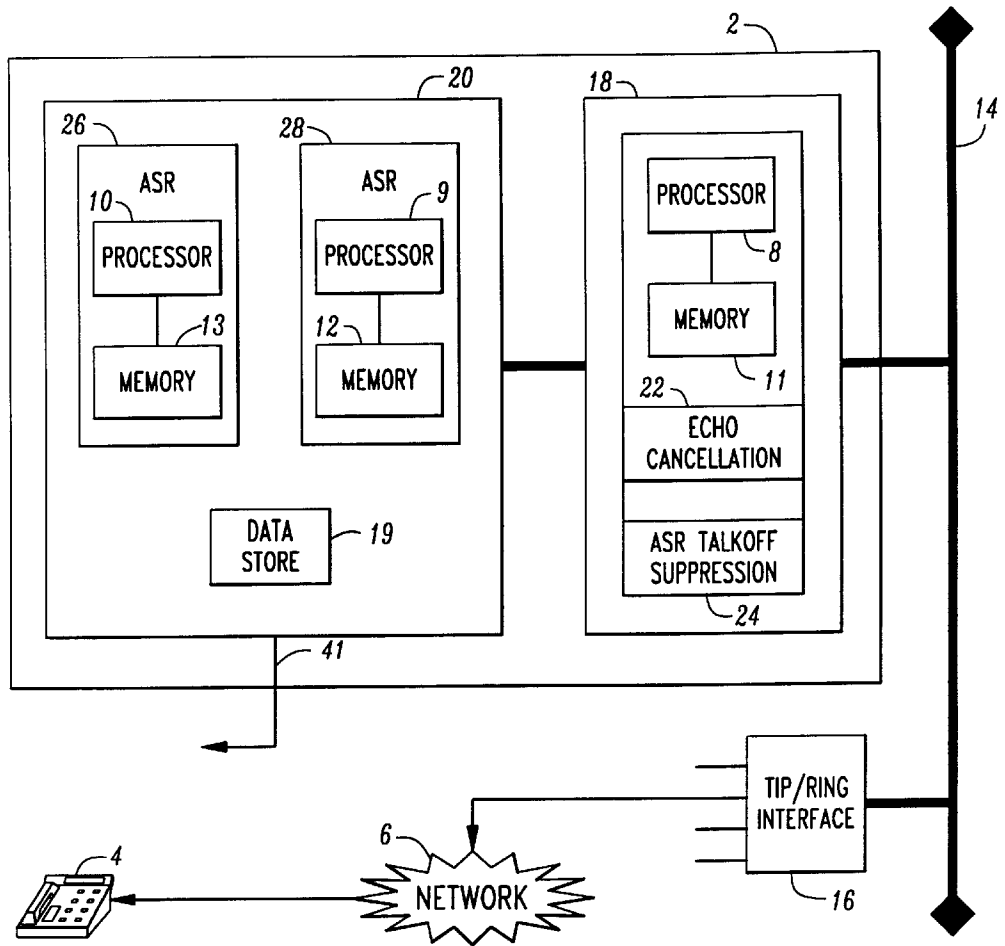 2
20
18
14
26
28
ASR
ASR
10
9
PROCESSOR
PROCESSOR
PROCESSOR
8
13
12
MEMORY
MEMORY
MEMORY
11
22
ECHO
CANCELLATION
DATA
STORE
19
ASR TALKOFF
SUPPRESSION
24
41
TIP/RING
INTERFACE
16
6
NETWORK
4